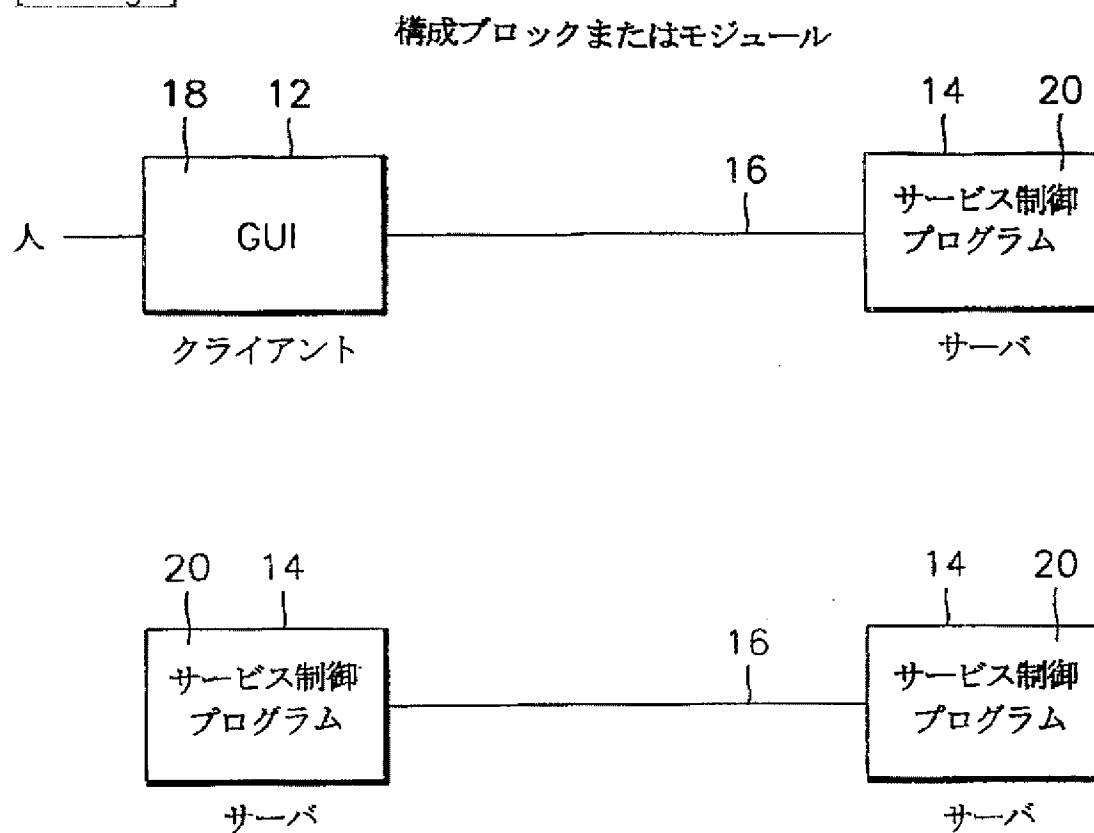 構成ブロックまたはモジュール
18 12
14 20
16
人
GUI
サービス制御
プログラム
クライアント
サーバ
20 14
14 20
16
サービス制御
プログラム
サービス制御
プログラム
サーバ
サーバ